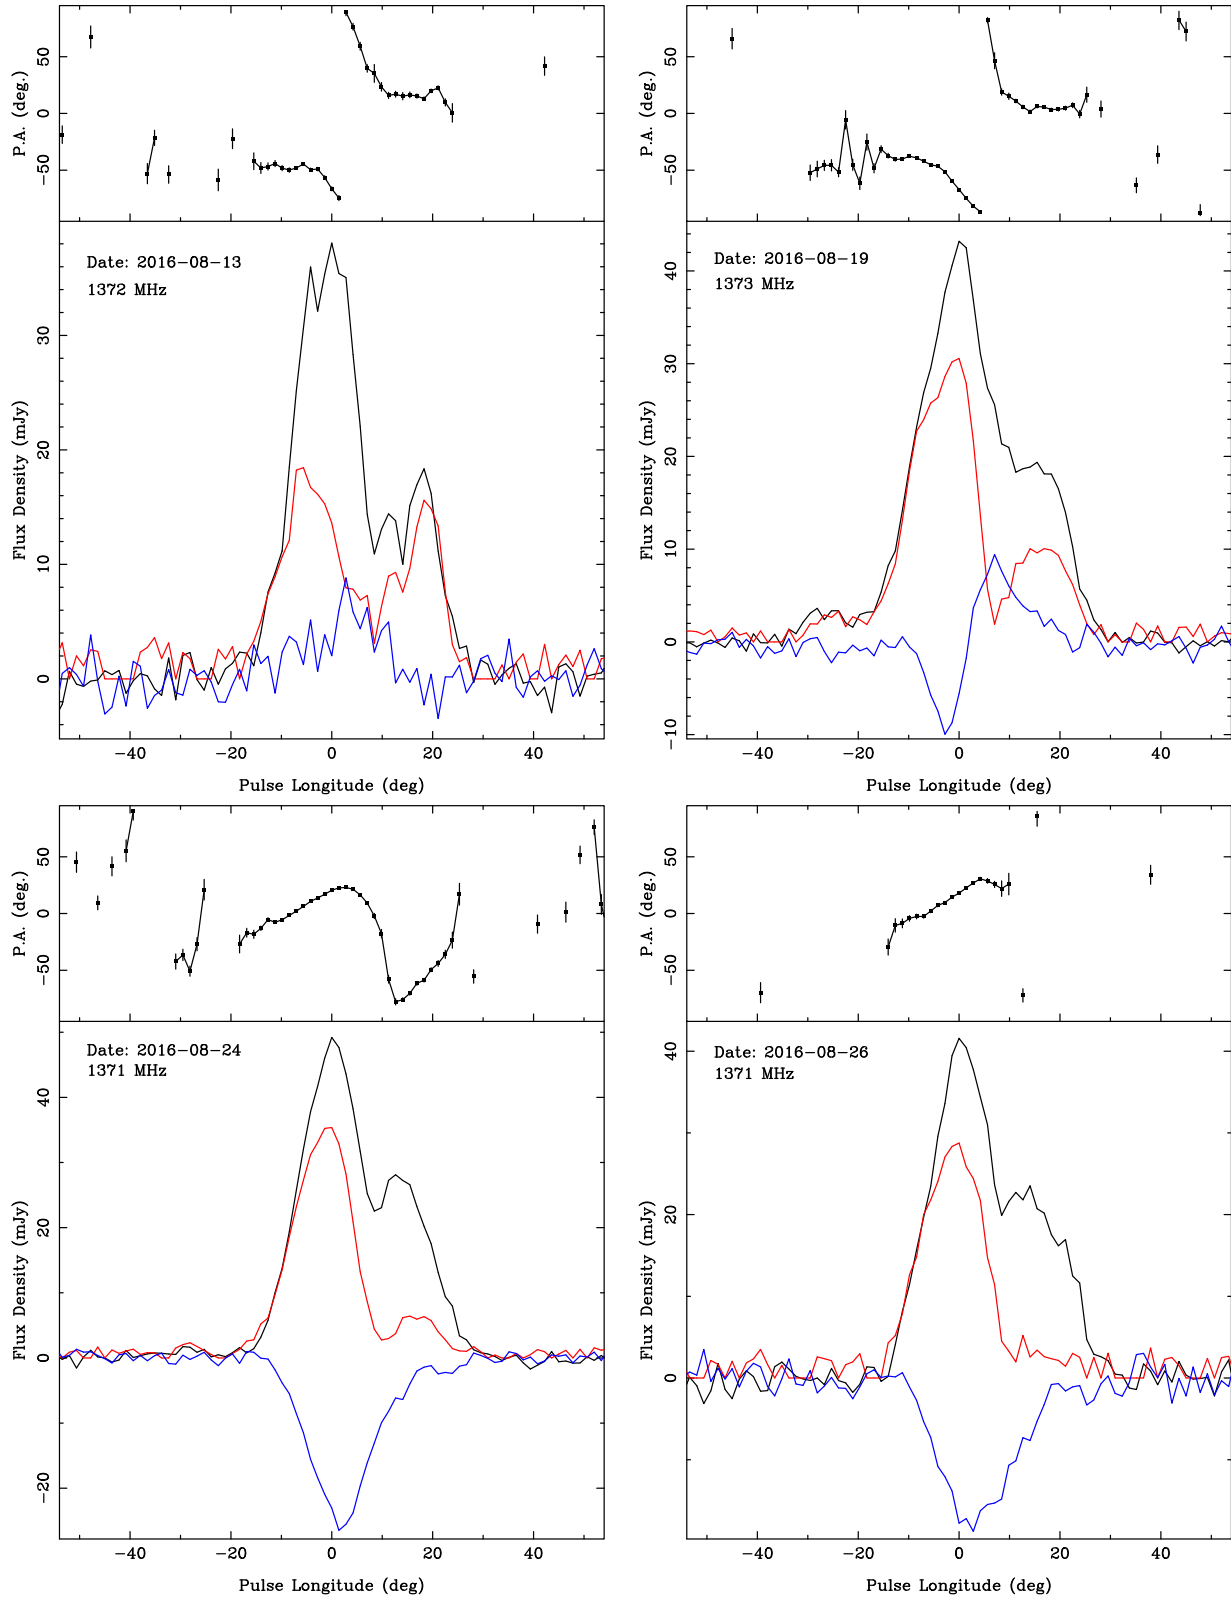 P.A. (deg.)
50
0
−50
Date: 2016−08−13
1372 MHz
Flux Density (mJy)
30
20
10
0
−40 −20 0 20 40
Pulse Longitude (deg)
P.A. (deg.)
50
0
−50
Date: 2016−08−19
1373 MHz
Flux Density (mJy)
40
30
20
10
0
−10
−40 −20 0 20 40
Pulse Longitude (deg)
P.A. (deg.)
50
0
−50
Date: 2016−08−24
1371 MHz
Flux Density (mJy)
40
20
0
−20
−40 −20 0 20 40
Pulse Longitude (deg)
P.A. (deg.)
50
0
−50
Date: 2016−08−26
1371 MHz
Flux Density (mJy)
40
20
0
−40 −20 0 20 40
Pulse Longitude (deg)